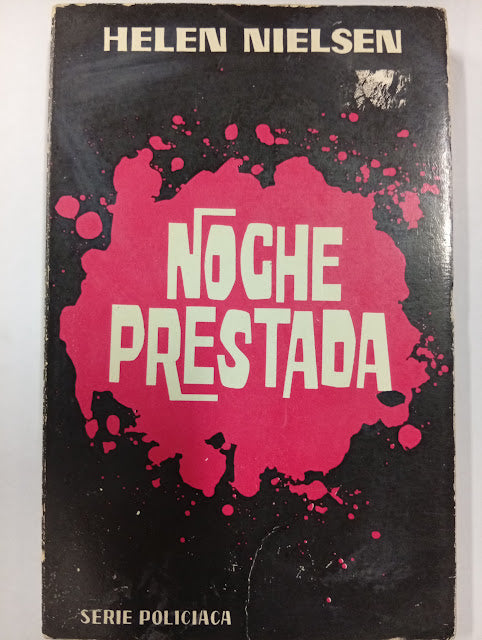 HELEN NIELSEN
NOCHE
PRESTADA
SERIE POLICIACA